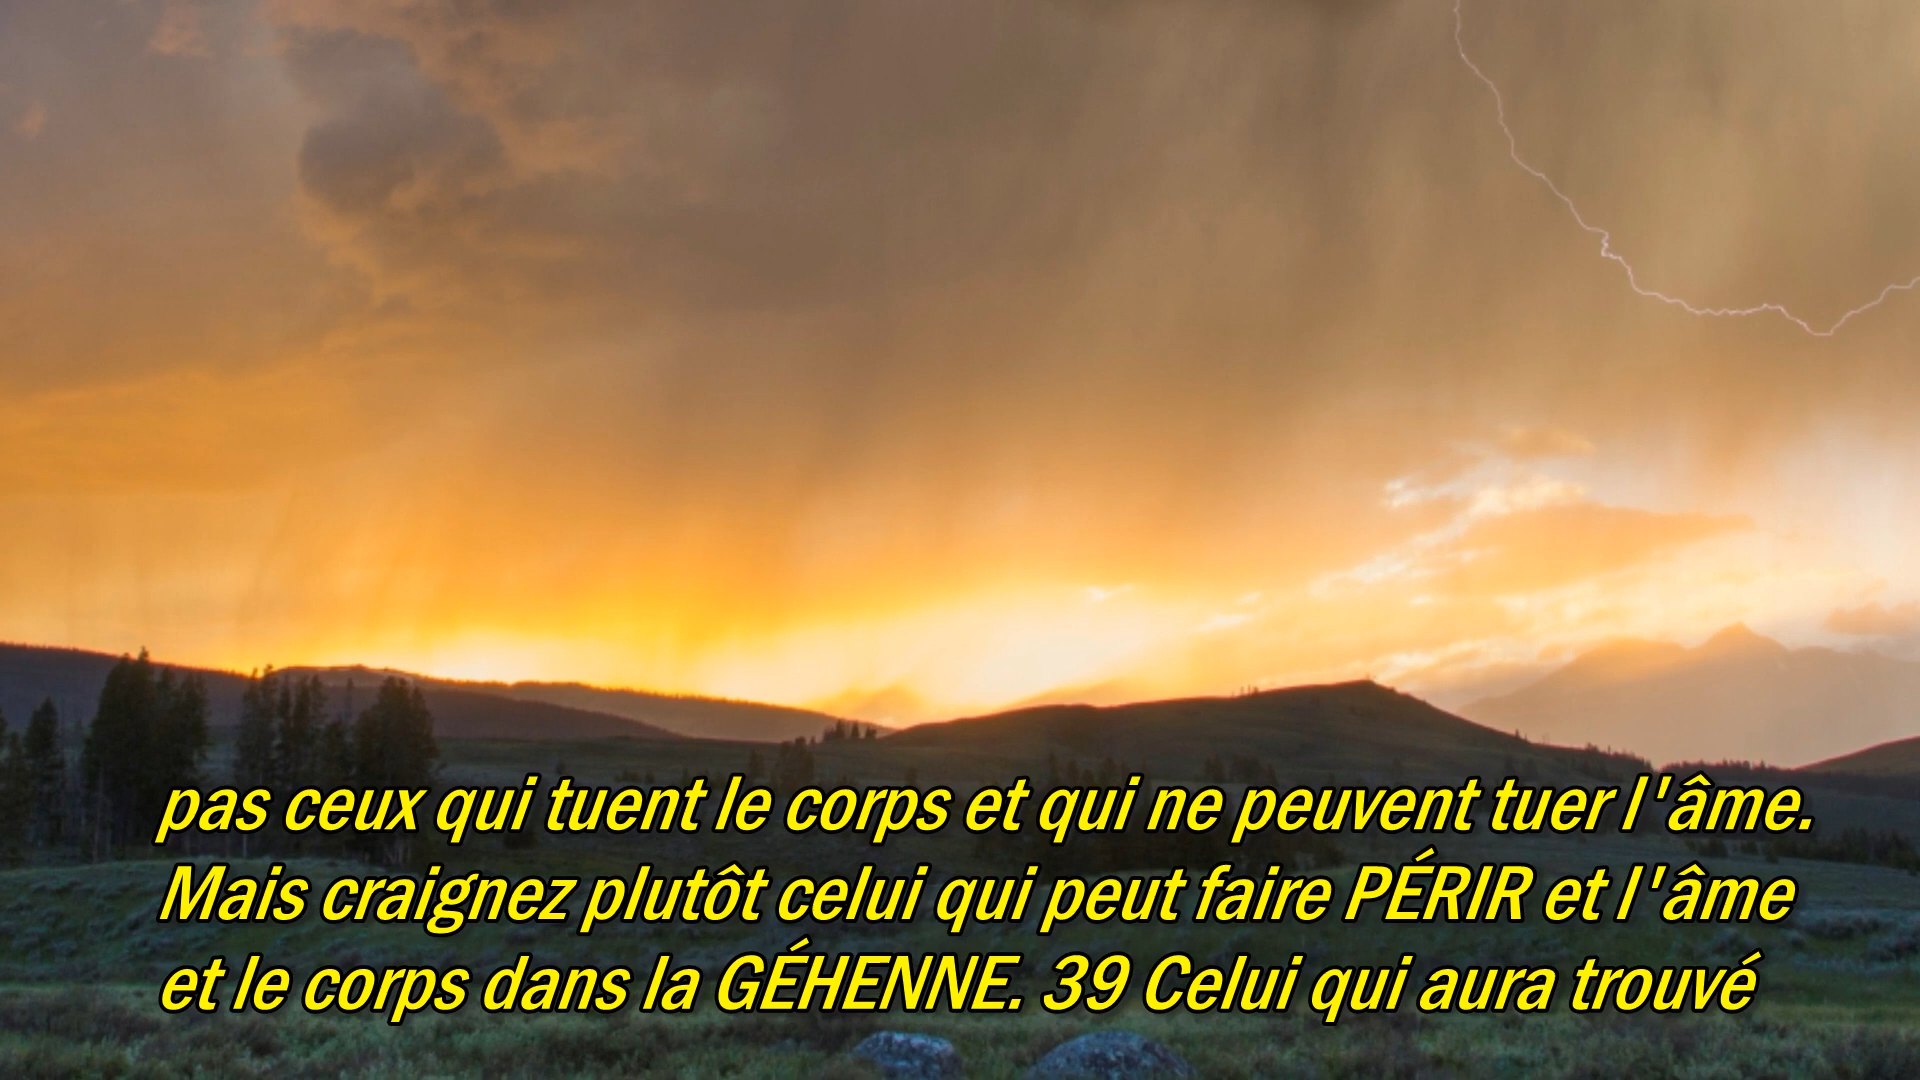 pas ceux qui tuent le corps et qui ne peuvent tuer l'âme.
Mais craignez plutôt celui qui peut faire PÉRIR et l'âme
et le corps dans la GÉHENNE. 39 Celui qui aura trouvé